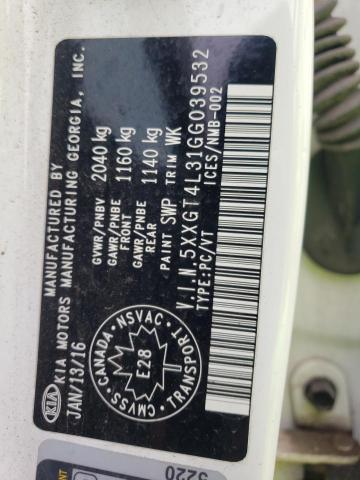 MANUFACTURED BY
KIA KIA MOTORS MANUFACTURING GEORGIA, INC.
JAN/13/16
GVWR/PNBV 2040 kg
GAWR/PNBE 1160 kg
FRONT
GAWR/PNBE 1140 kg
REAR
PAINT SWP TRIM WK
V.I.N.5XXGT4L31GG039532
TYPE:PC/VT ICES/NMB-002
CANADA · NSVAC
CMVSS · TRANSPORT
E28
5220